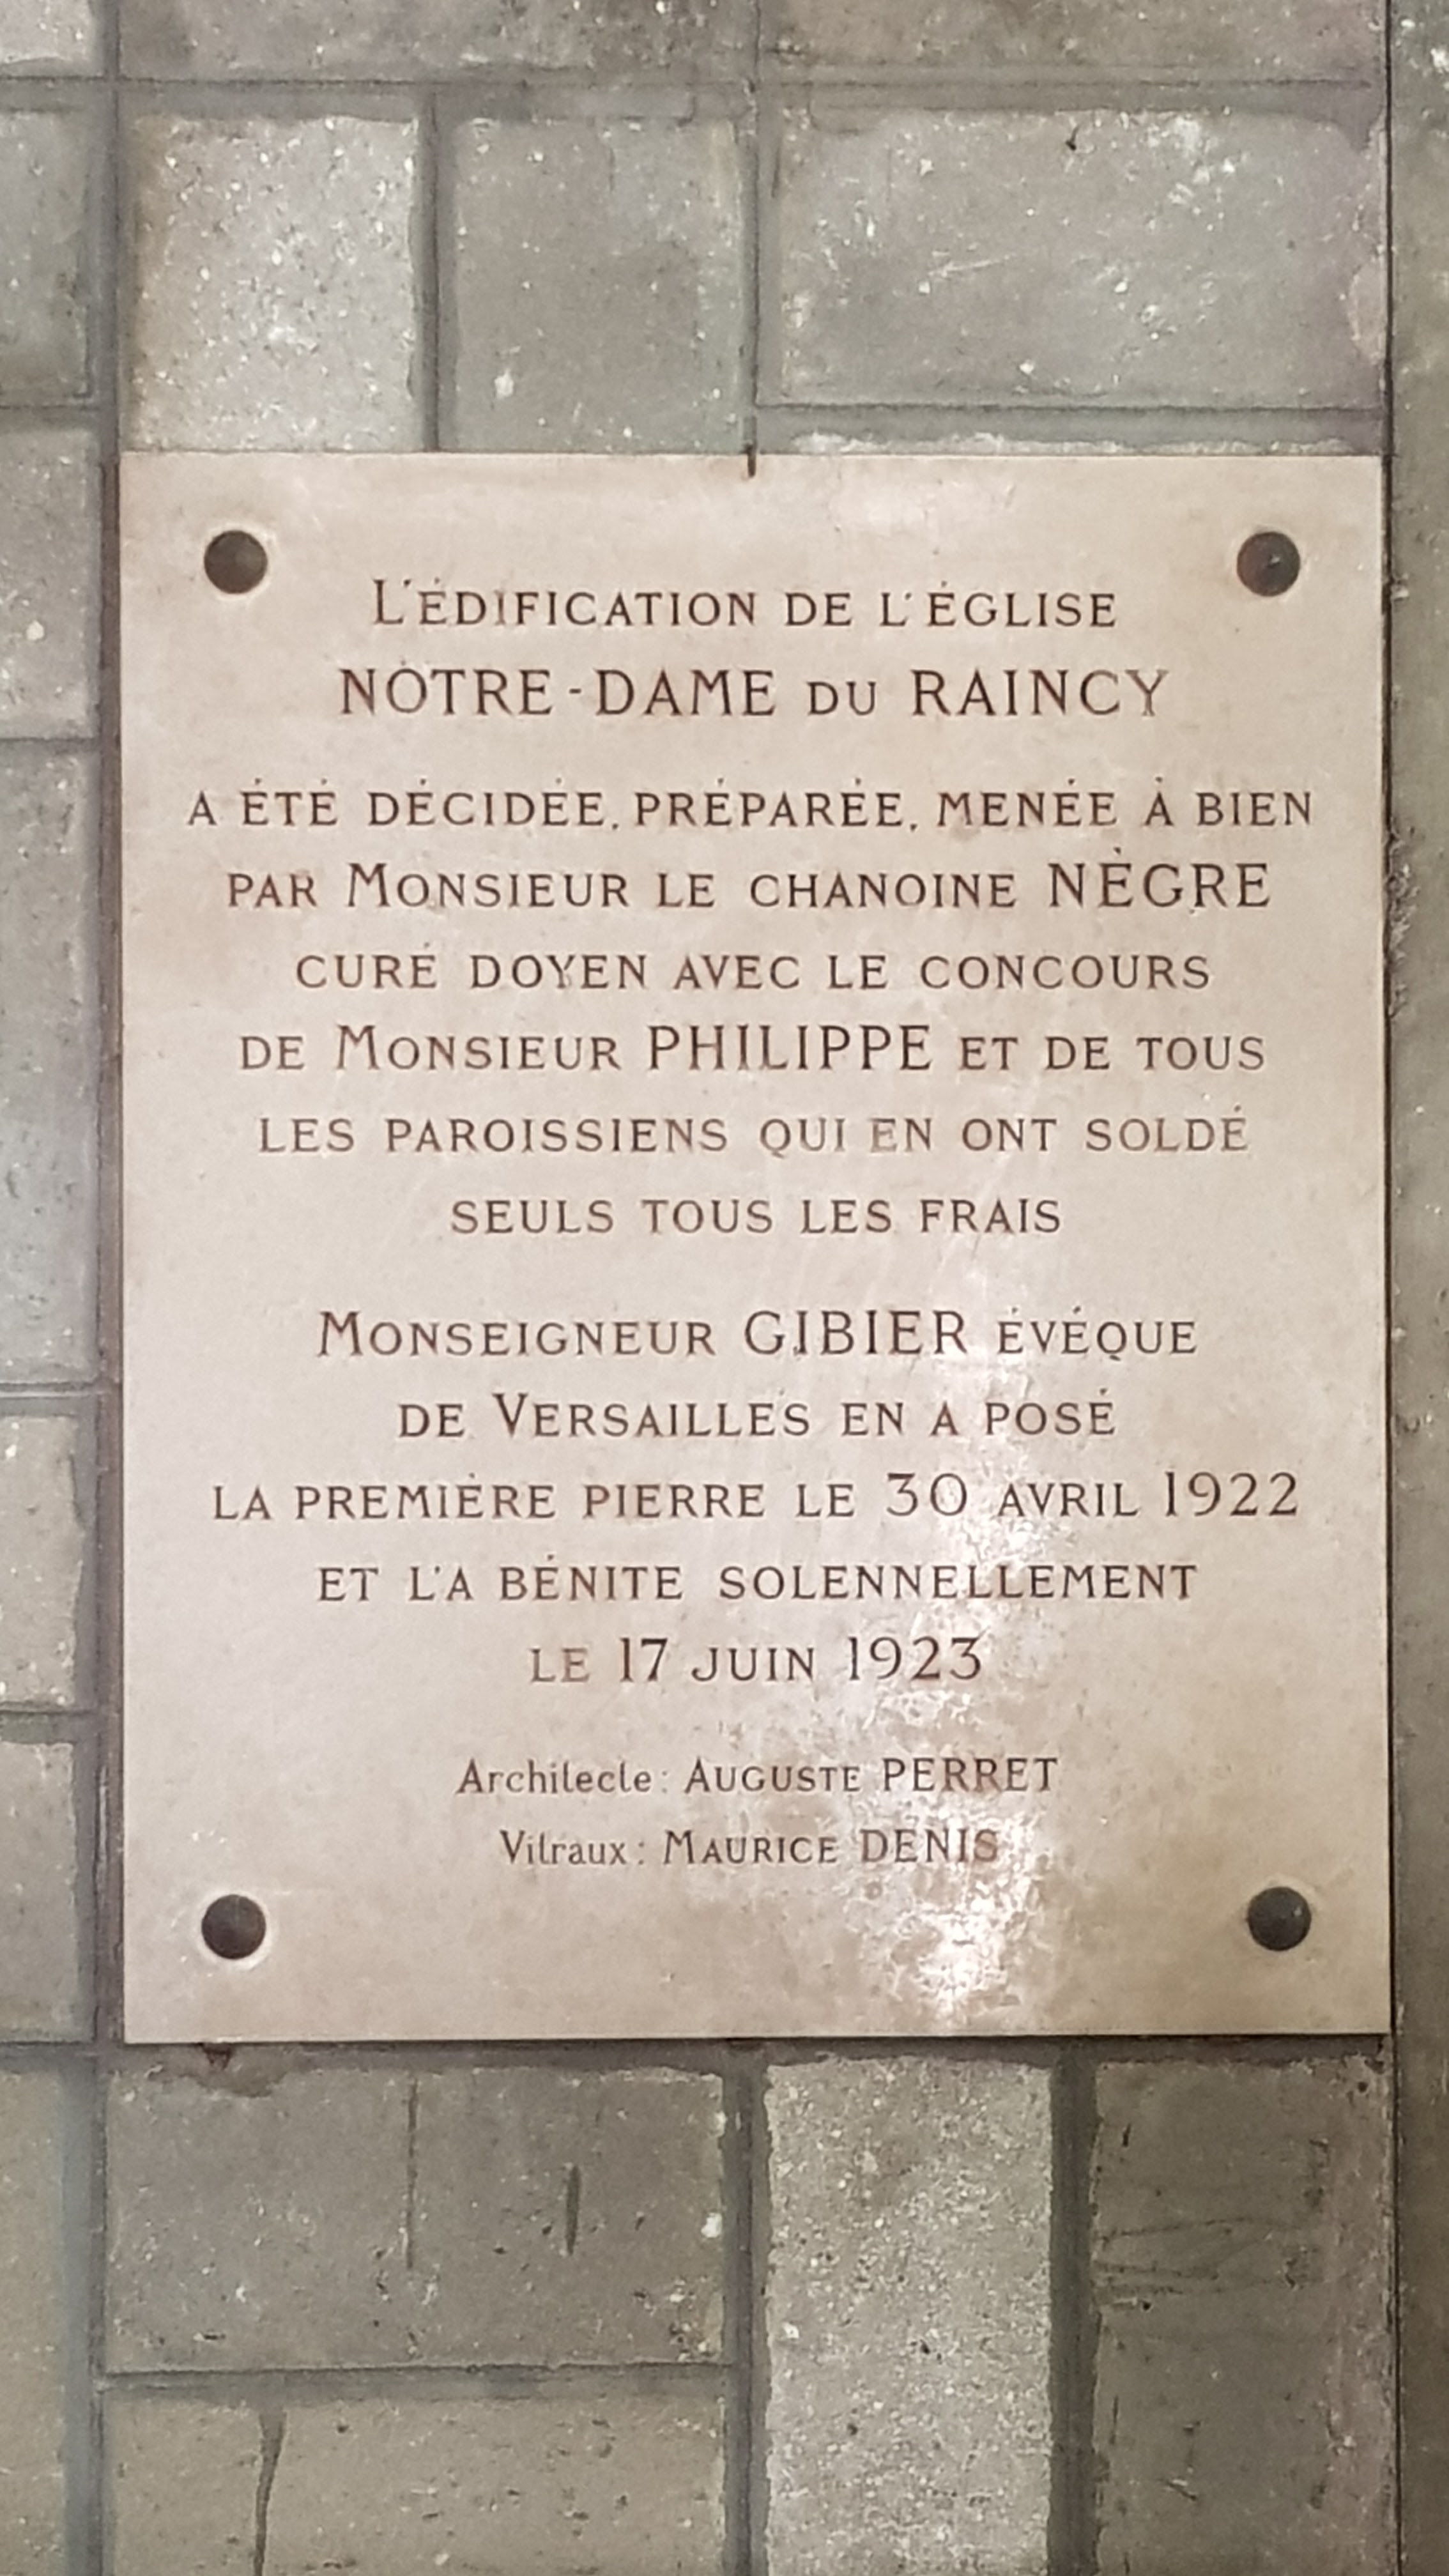 L'ÉDIFICATION DE L'ÉGLISE
NOTRE-DAME DU RAINCY
A ÉTÉ DÉCIDÉE, PRÉPARÉE, MENÉE À BIEN
PAR MONSIEUR LE CHANOINE NÈGRE
CURÉ DOYEN AVEC LE CONCOURS
DE MONSIEUR PHILIPPE ET DE TOUS
LES PAROISSIENS QUI EN ONT SOLDÉ
SEULS TOUS LES FRAIS
MONSEIGNEUR GIBIER ÉVÉQUE
DE VERSAILLES EN A POSÉ
LA PREMIÈRE PIERRE LE 30 AVRIL 1922
ET L'A BÉNITE SOLENNELLEMENT
LE 17 JUIN 1923
Architecte : AUGUSTE PERRET
Vitraux : MAURICE DENIS